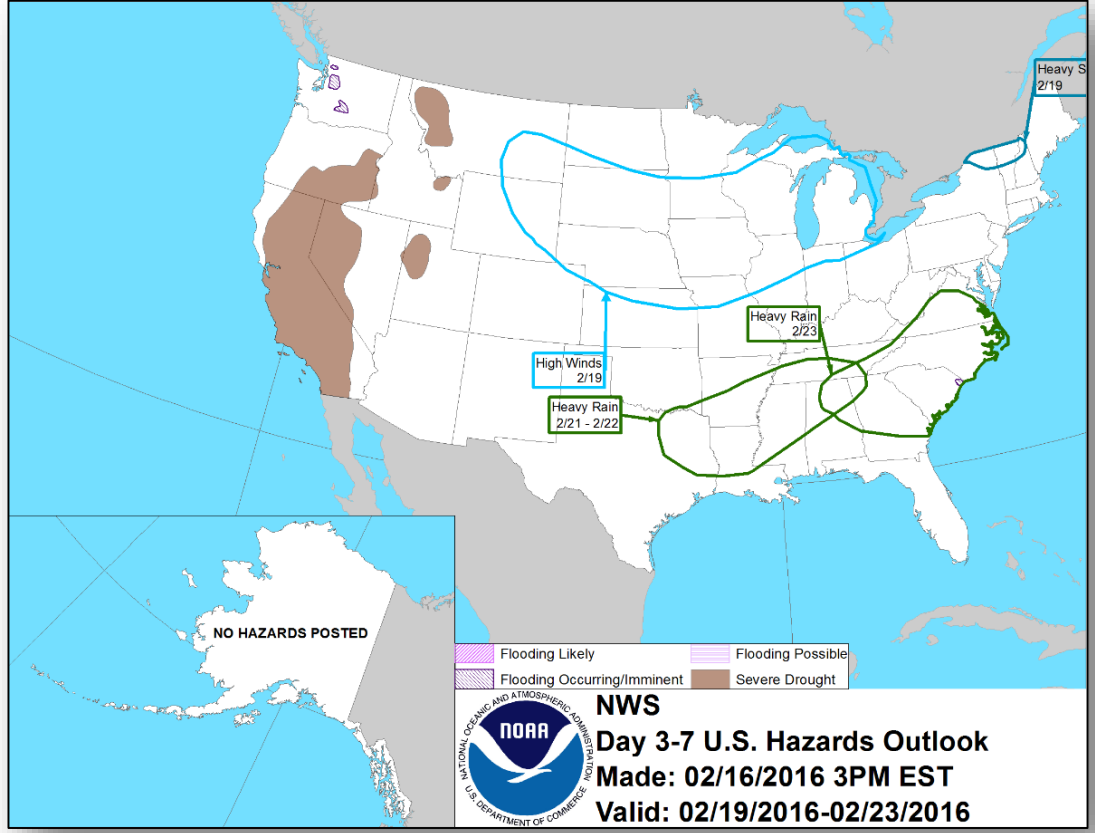 Heavy S
2/19
Heavy Rain
2/23
High Winds
2/19
Heavy Rain
2/21 - 2/22
NO HAZARDS POSTED
Flooding Likely
Flooding Possible
Flooding Occurring/Imminent
Severe Drought
NATIONAL OCEANIC AND ATMOSPHERIC ADMINISTRATION
NOAA
U.S. DEPARTMENT OF COMMERCE
NWS
Day 3-7 U.S. Hazards Outlook
Made: 02/16/2016 3PM EST
Valid: 02/19/2016-02/23/2016